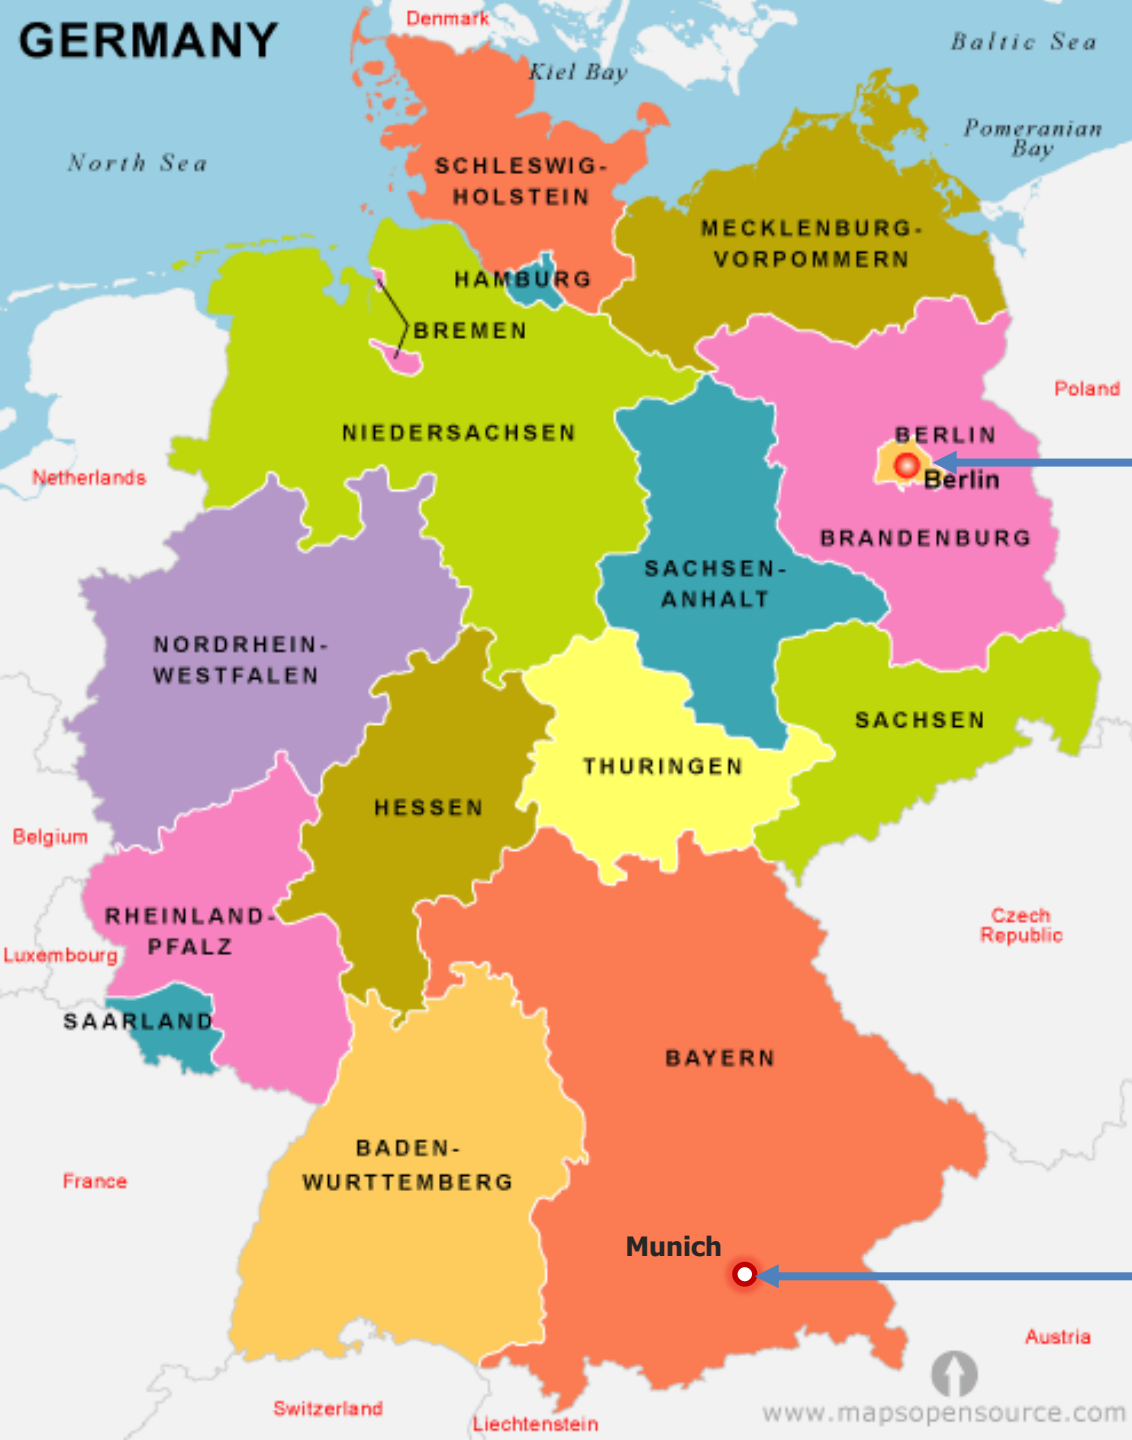 GERMANY
Denmark
Baltic Sea
Kiel Bay
Pomeranian
Bay
North Sea
SCHLESWIG-
HOLSTEIN
MECKLENBURG-
VORPOMMERN
HAMBURG
BREMEN
Poland
NIEDERSACHSEN
BERLIN
Berlin
Netherlands
BRANDENBURG
SACHSEN-
ANHALT
NORDRHEIN-
WESTFALEN
SACHSEN
THURINGEN
HESSEN
Belgium
RHEINLAND-
PFALZ
Czech
Republic
Luxembourg
SAARLAND
BAYERN
BADEN-
WURTTEMBERG
France
Munich
Austria
Switzerland
Liechtenstein
www.mapsopensource.com